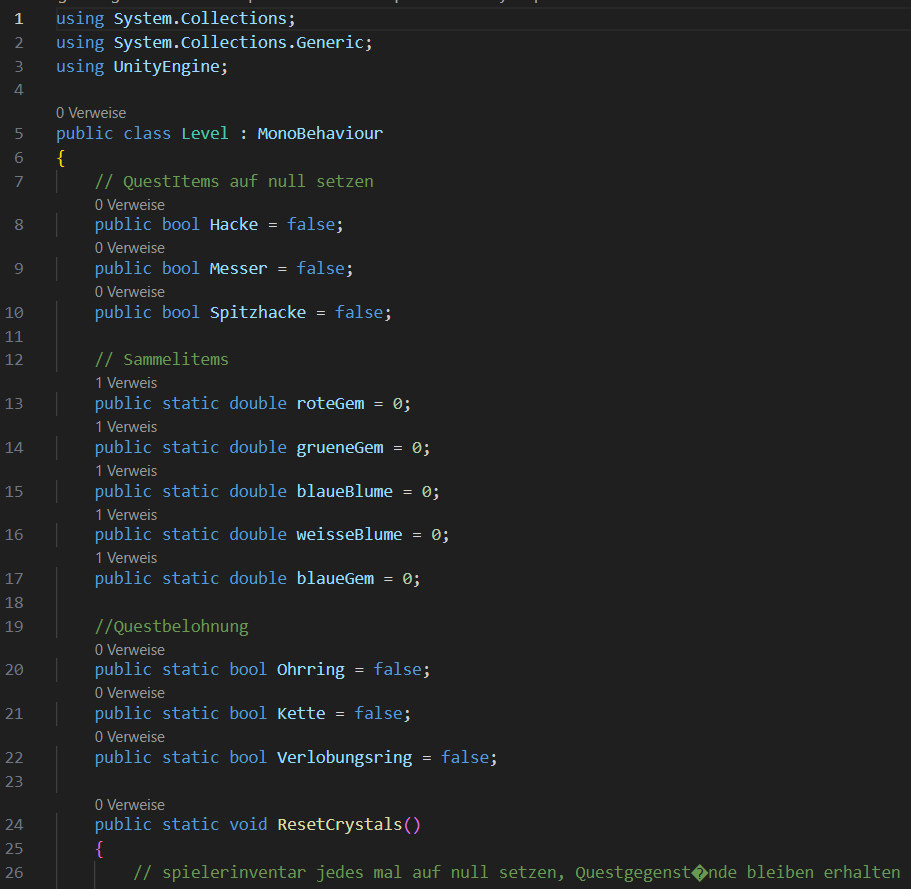 1 using System.Collections;
2 using System.Collections.Generic;
3 using UnityEngine;
4
0 Verweise
5 public class Level : MonoBehaviour
6 {
7 // QuestItems auf null setzen
0 Verweise
8 public bool Hacke = false;
0 Verweise
9 public bool Messer = false;
0 Verweise
10 public bool Spitzhacke = false;
11
12 // Sammelitems
1 Verweis
13 public static double roteGem = 0;
1 Verweis
14 public static double grueneGem = 0;
1 Verweis
15 public static double blaueBlume = 0;
1 Verweis
16 public static double weisseBlume = 0;
1 Verweis
17 public static double blaueGem = 0;
18
19 //Questbelohnung
0 Verweise
20 public static bool Ohrring = false;
0 Verweise
21 public static bool Kette = false;
0 Verweise
22 public static bool Verlobungsring = false;
23
0 Verweise
24 public static void ResetCrystals()
25 {
26 // spielerinventar jedes mal auf null setzen, Questgegenst�nde bleiben erhalten